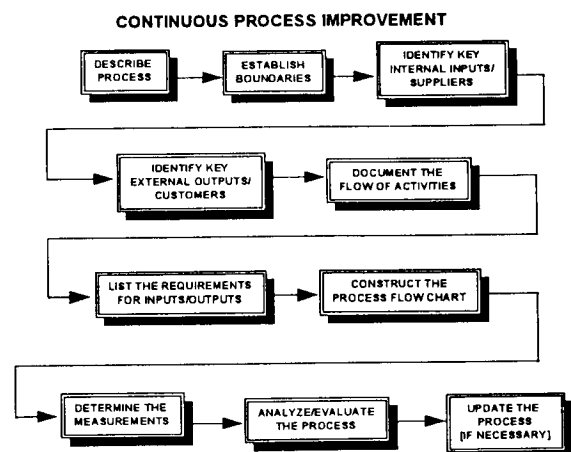 CONTINUOUS PROCESS IMPROVEMENT
DESCRIBE
PROCESS
ESTABLISH
BOUNDARIES
IDENTIFY KEY
INTERNAL INPUTS/
SUPPLIERS
IDENTIFY KEY
EXTERNAL OUTPUTS/
CUSTOMERS
DOCUMENT THE
FLOW OF ACTIVITIES
LIST THE REQUIREMENTS
FOR INPUTS/OUTPUTS
CONSTRUCT THE
PROCESS FLOW CHART
DETERMINE THE
MEASUREMENTS
ANALYZE/EVALUATE
THE PROCESS
UPDATE THE
PROCESS
[IF NECESSARY]